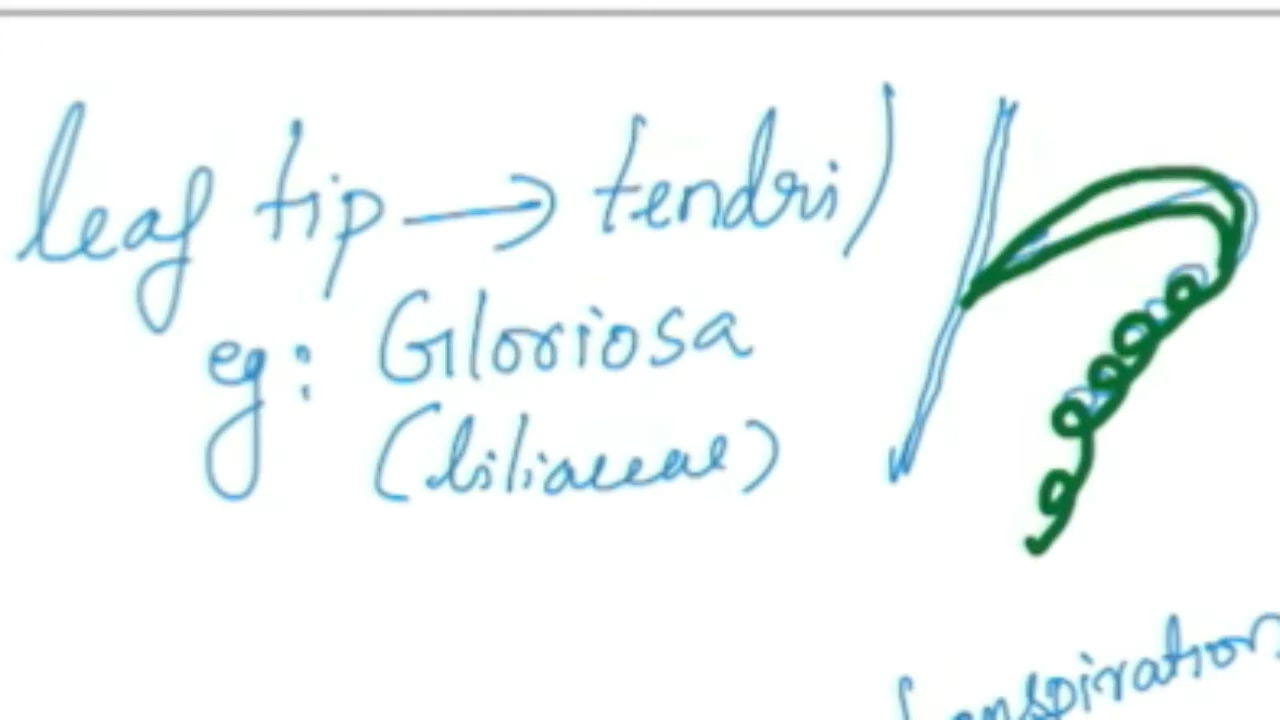 leaf tip → tendril
eg: Gloriosa
(Liliaceae)